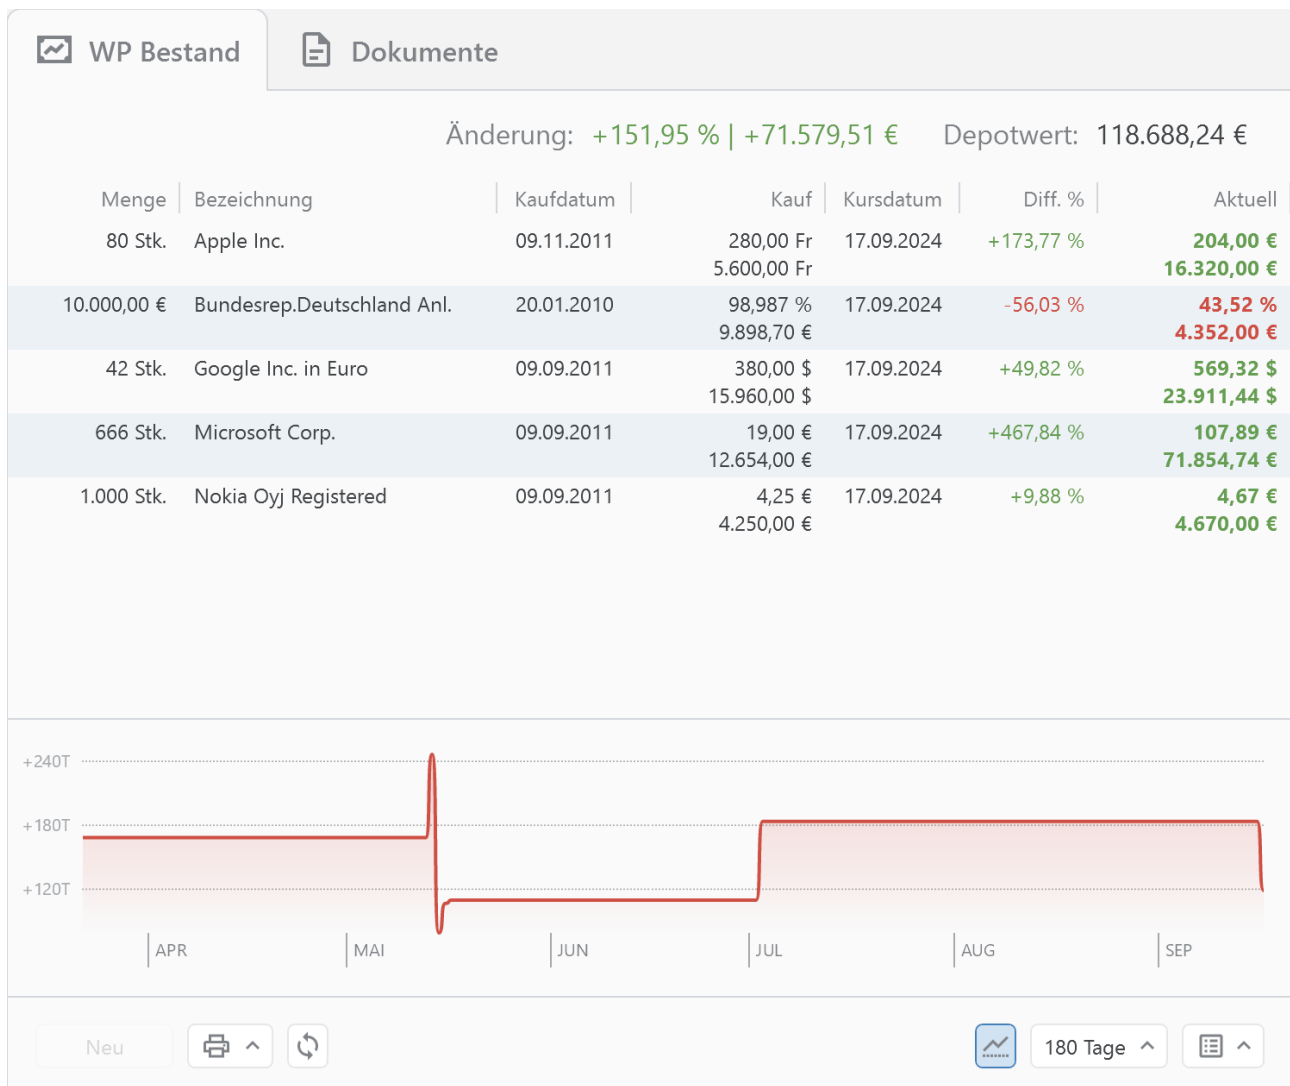 WP Bestand Dokumente
Änderung: +151,95 % | +71.579,51 € Depotwert: 118.688,24 €
Menge Bezeichnung Kaufdatum Kauf Kursdatum Diff. % Aktuell
80 Stk. Apple Inc. 09.11.2011 280,00 Fr 17.09.2024 +173,77 % 204,00 €
5.600,00 Fr 16.320,00 €
10.000,00 € Bundesrep.Deutschland Anl. 20.01.2010 98,987 % 17.09.2024 -56,03 % 43,52 %
9.898,70 € 4.352,00 €
42 Stk. Google Inc. in Euro 09.09.2011 380,00 $ 17.09.2024 +49,82 % 569,32 $
15.960,00 $ 23.911,44 $
666 Stk. Microsoft Corp. 09.09.2011 19,00 € 17.09.2024 +467,84 % 107,89 €
12.654,00 € 71.854,74 €
1.000 Stk. Nokia Oyj Registered 09.09.2011 4,25 € 17.09.2024 +9,88 % 4,67 €
4.250,00 € 4.670,00 €
+240T
+180T
+120T
APR MAI JUN JUL AUG SEP
Neu 180 Tage